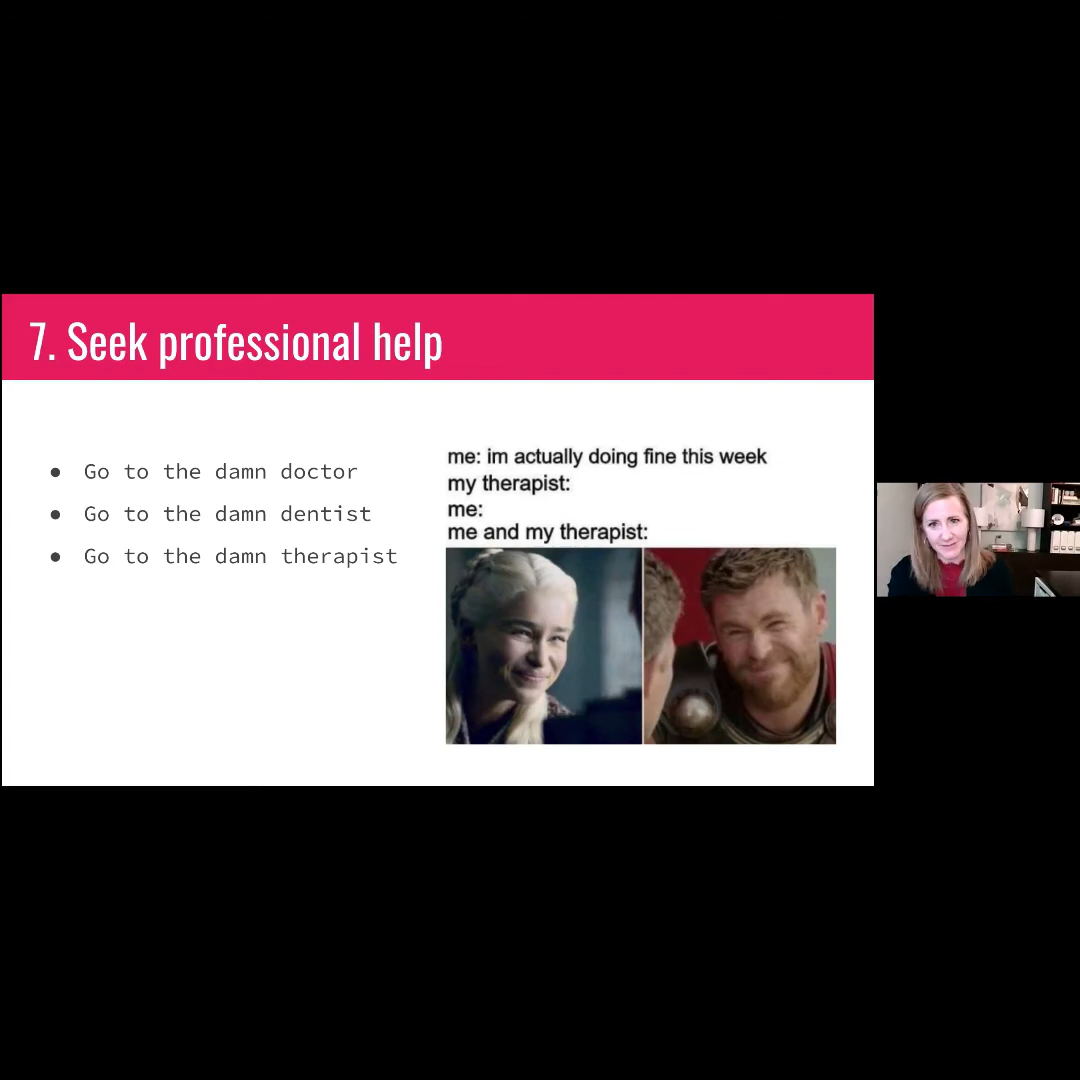 7. Seek professional help
● Go to the damn doctor
● Go to the damn dentist
● Go to the damn therapist
me: im actually doing fine this week
my therapist:
me:
me and my therapist: